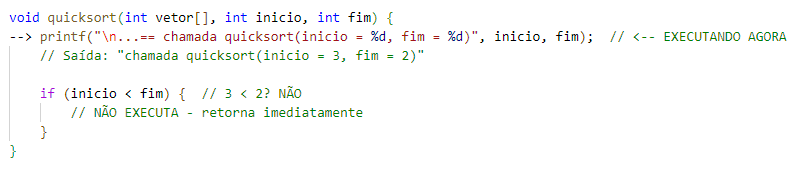 void quicksort(int vetor[], int inicio, int fim) {
--> printf("\n...== chamada quicksort(inicio = %d, fim = %d)", inicio, fim);  // <-- EXECUTANDO AGORA
    // Saída: "chamada quicksort(inicio = 3, fim = 2)"
    if (inicio < fim) {  // 3 < 2? NÃO
        // NÃO EXECUTA - retorna imediatamente
    }
}